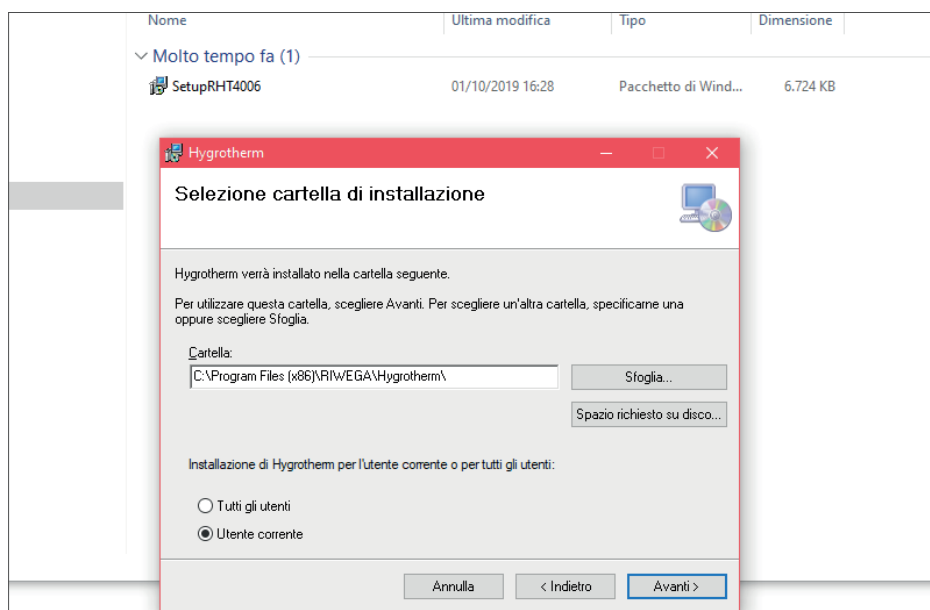 Nome Ultima modifica Tipo Dimensione
Molto tempo fa (1)
SetupRHT4006 01/10/2019 16:28 Pacchetto di Wind... 6.724 KB
Hygrotherm
Selezione cartella di installazione
Hygrotherm verrà installato nella cartella seguente.
Per utilizzare questa cartella, scegliere Avanti. Per scegliere un'altra cartella, specificarne una
oppure scegliere Sfoglia.
Cartella:
C:\Program Files (x86)\RIWEGA\Hygrotherm\
Sfoglia...
Spazio richiesto su disco...
Installazione di Hygrotherm per l'utente corrente o per tutti gli utenti:
Tutti gli utenti
Utente corrente
Annulla < Indietro Avanti >